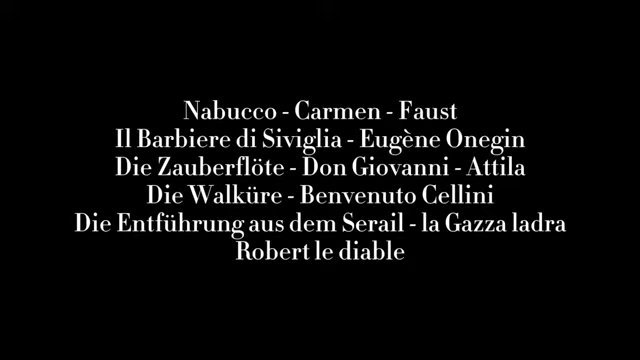 Nabucco - Carmen - Faust
Il Barbiere di Siviglia - Eugène Onegin
Die Zauberflöte - Don Giovanni - Attila
Die Walküre - Benvenuto Cellini
Die Entführung aus dem Serail - la Gazza ladra
Robert le diable